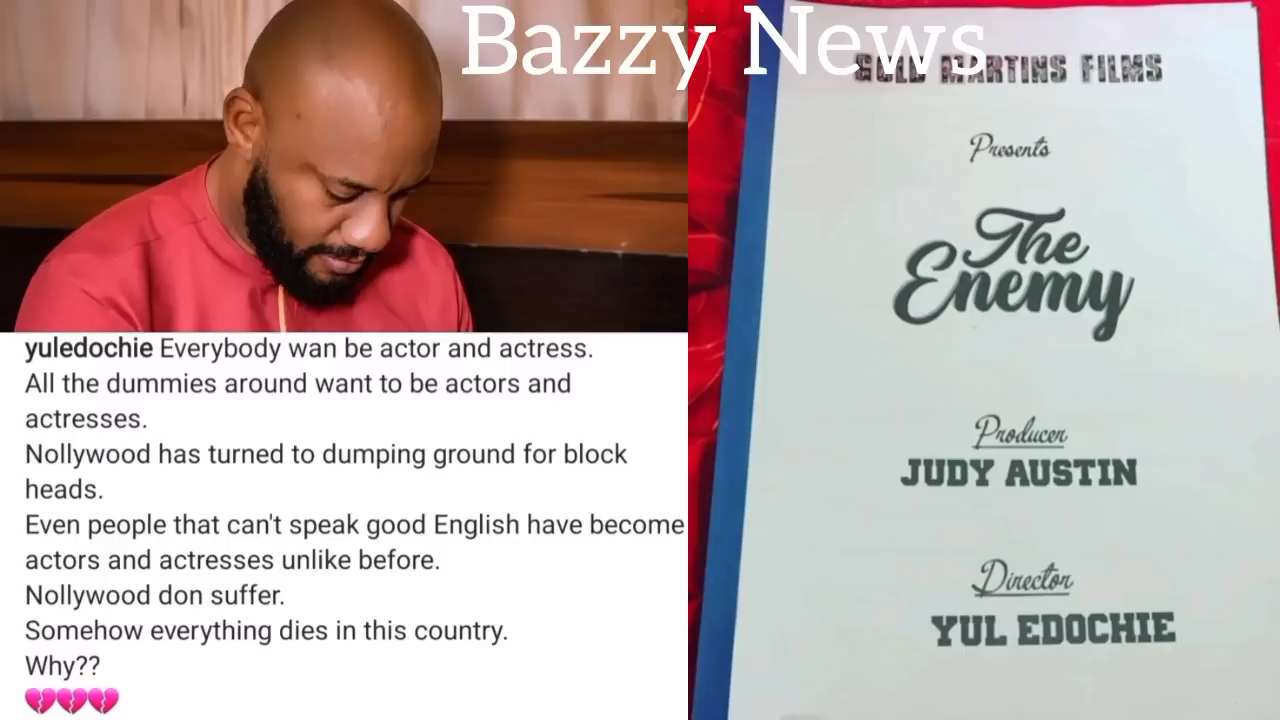 Bazzy News
yuledochie Everybody wan be actor and actress.
All the dummies around want to be actors and
actresses.
Nollywood has turned to dumping ground for block
heads.
Even people that can't speak good English have become
actors and actresses unlike before.
Nollywood don suffer.
Somehow everything dies in this country.
Why??
💔💔💔
GOLD MARTINS FILMS
Presents
The
Enemy
Producer
JUDY AUSTIN
Director
YUL EDOCHIE